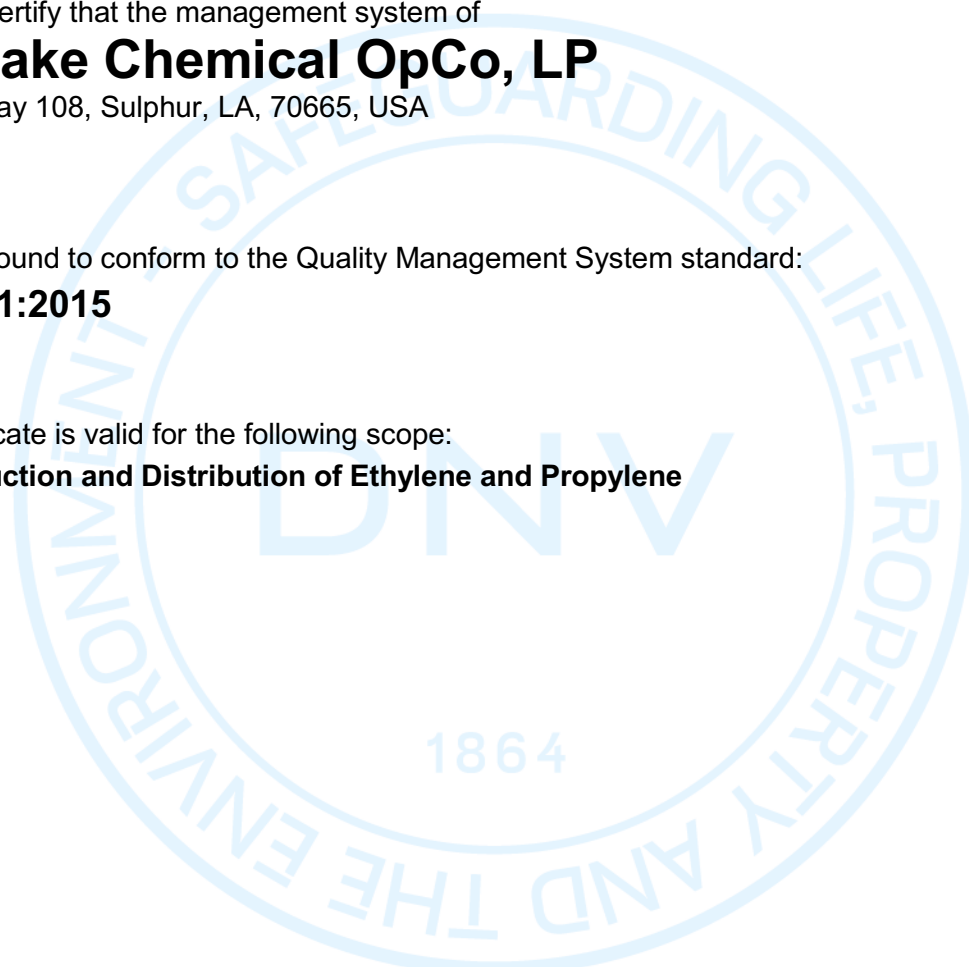 ertify that the management system of
ake Chemical OpCo, LP
ay 108, Sulphur, LA, 70665, USA
ound to conform to the Quality Management System standard:
1:2015
cate is valid for the following scope:
uction and Distribution of Ethylene and Propylene
SAFEGUARDING LIFE, PROPERTY AND THE ENVIRONMENT -
DNV
1864